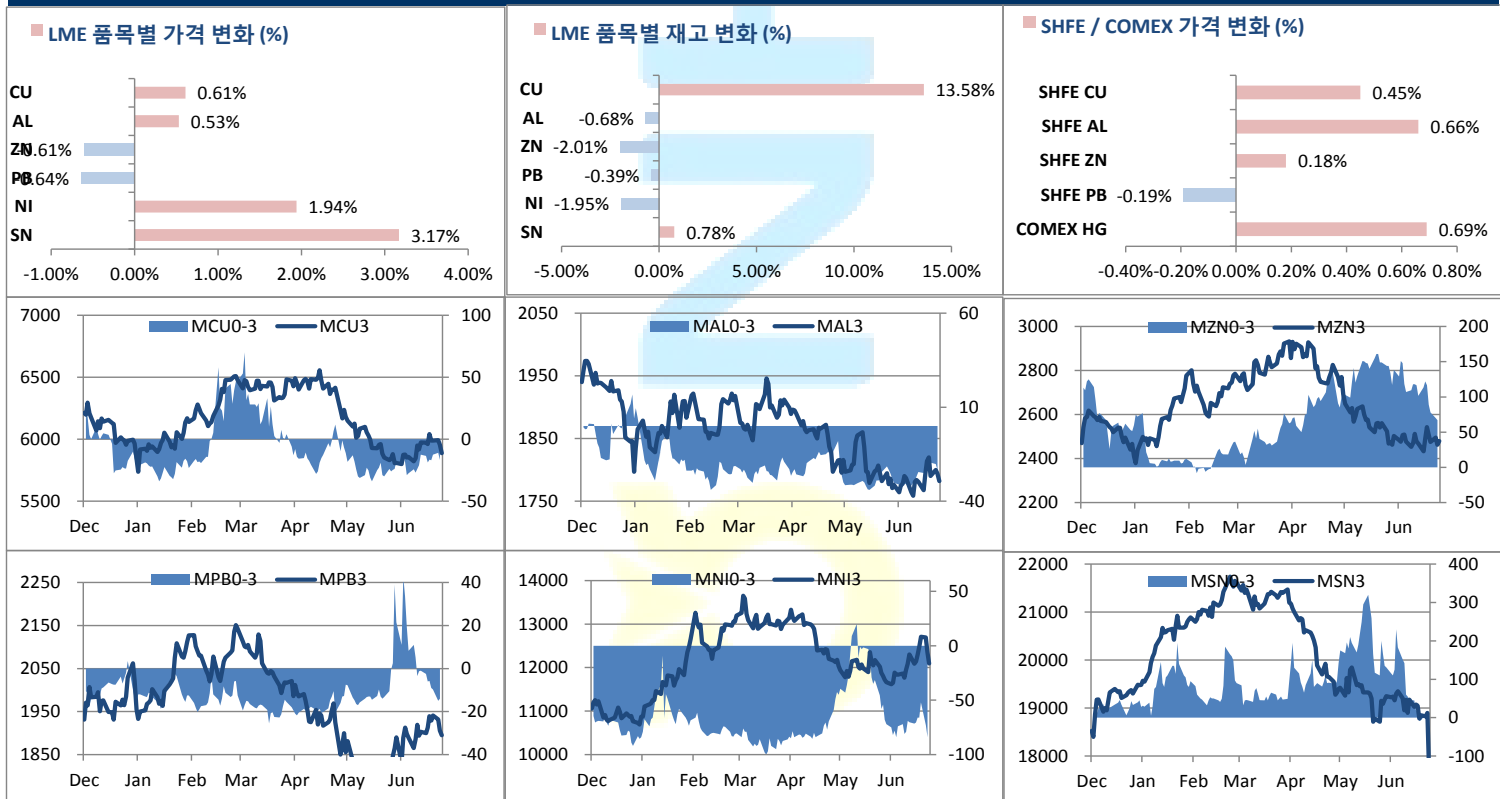 LME 품목별 가격 변화 (%)
CU 0.61%
AL 0.53%
ZN -0.61%
PB -0.64%
NI 1.94%
SN 3.17%
-1.00% 0.00% 1.00% 2.00% 3.00% 4.00%
LME 품목별 재고 변화 (%)
CU 13.58%
AL -0.68%
ZN -2.01%
PB -0.39%
NI -1.95%
SN 0.78%
-5.00% 0.00% 5.00% 10.00% 15.00%
SHFE / COMEX 가격 변화 (%)
SHFE CU 0.45%
SHFE AL 0.66%
SHFE ZN 0.18%
SHFE PB -0.19%
COMEX HG 0.69%
-0.40% -0.20% 0.00% 0.20% 0.40% 0.60% 0.80%
MCU0-3 MCU3
7000 100
6500 50
6000 0
5500 -50
Dec Jan Feb Mar Apr May Jun
MAL0-3 MAL3
2050 60
1950 10
1850
1750 -40
Dec Jan Feb Mar Apr May Jun
MZN0-3 MZN3
3000 200
2800 150
2600 100
2400 50
2200 0
-50
Dec Jan Feb Mar Apr May Jun
MPB0-3 MPB3
2250 40
2150 20
2050 0
1950 -20
1850 -40
Dec Jan Feb Mar Apr May Jun
MNI0-3 MNI3
14000 50
13000 0
12000 -50
11000 -100
10000
Dec Jan Feb Mar Apr May Jun
MSN0-3 MSN3
22000 400
21000 300
20000 200
19000 100
18000 0
-100
Dec Jan Feb Mar Apr May Jun